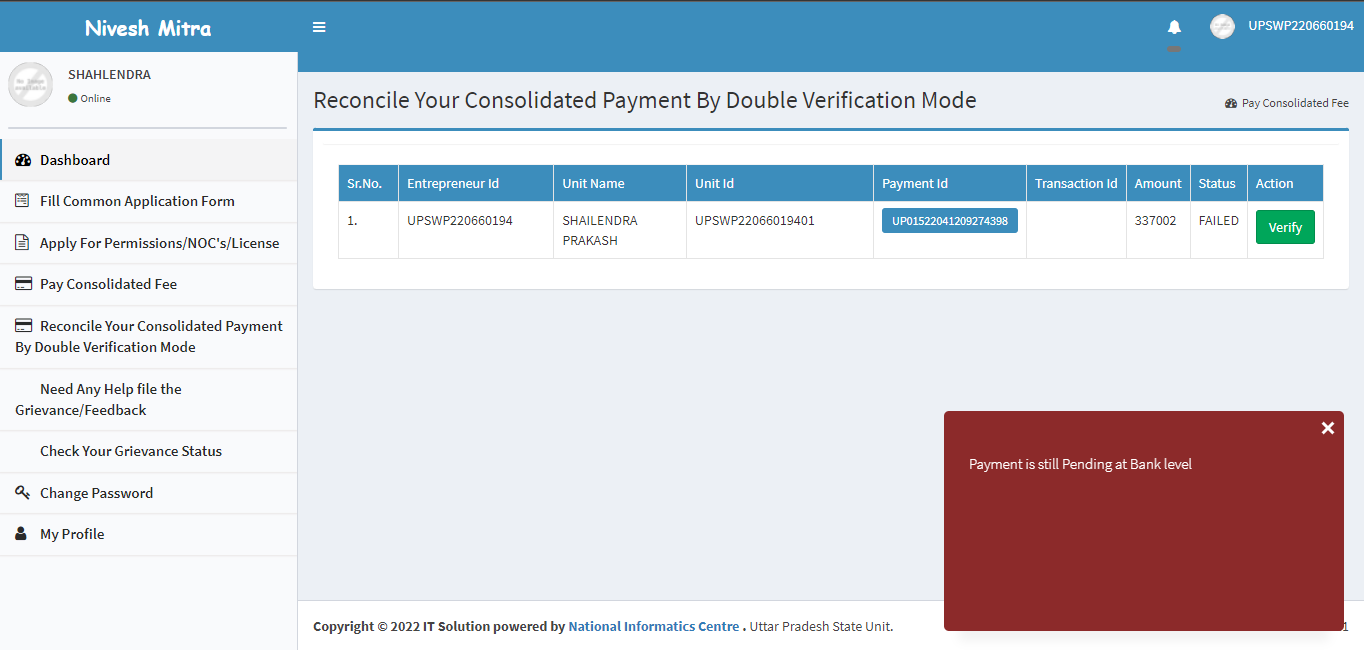 Nivesh Mitra
UPSWP220660194
SHAHLENDRA
Online
Dashboard
Fill Common Application Form
Apply For Permissions/NOC's/License
Pay Consolidated Fee
Reconcile Your Consolidated Payment
By Double Verification Mode
Need Any Help file the
Grievance/Feedback
Check Your Grievance Status
Change Password
My Profile
Reconcile Your Consolidated Payment By Double Verification Mode
Pay Consolidated Fee
Sr.No. Entrepreneur Id Unit Name Unit Id Payment Id Transaction Id Amount Status Action
1. UPSWP220660194 SHAILENDRA UPSWP22066019401 UP01522041209274398 337002 FAILED Verify
PRAKASH
Payment is still Pending at Bank level
Copyright © 2022 IT Solution powered by National Informatics Centre . Uttar Pradesh State Unit.
1